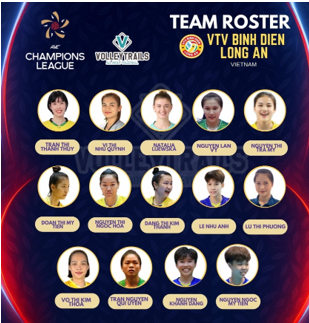 TEAM ROSTER
VTV BINH DIEN
LONG AN
VIETNAM
AVC
CHAMPIONS
LEAGUE
VOLLEYTRAILS
TRAN THI
THANH THUY
VI THI
NHU QUYNH
NATALIA
NGUYEN LAN
VY
NGUYEN THI
TRA MY
DOAN THI MY
TIEN
NGUYEN THI
NGOC HOA
DANG THI KIM
THANH
LE NHU ANH
LU THI PHUONG
VO THI KIM
THOA
TRAN NGUYEN
QUI UYEN
NGUYEN
KHANH DANG
NGUYEN NGOC
MY TIEN
VOLLEYTRAILS